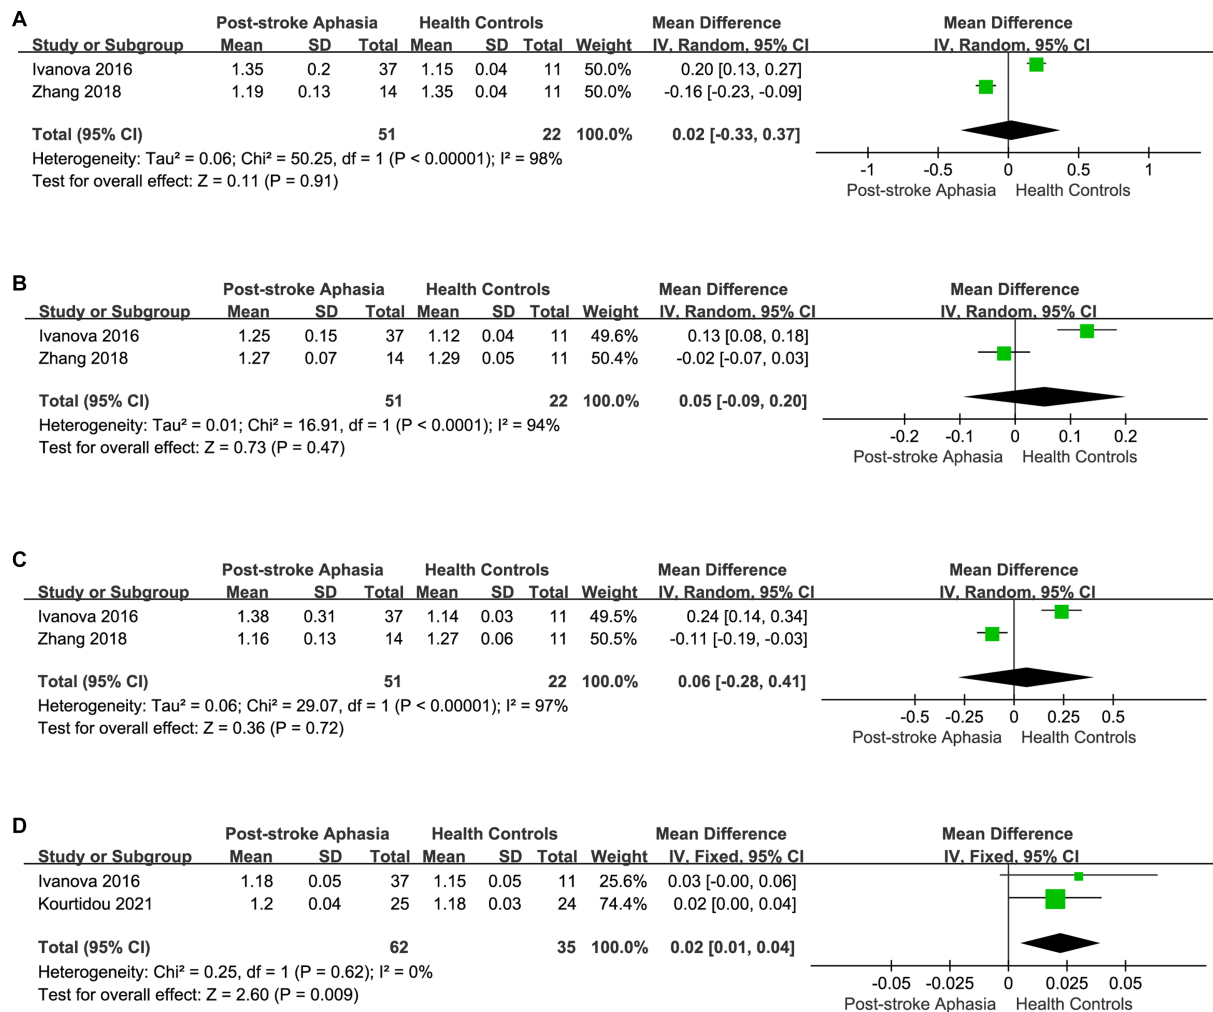 A
Post-stroke Aphasia Health Controls Mean Difference Mean Difference
Study or Subgroup Mean SD Total Mean SD Total Weight IV, Random, 95% CI IV, Random, 95% CI
Ivanova 2016 1.35 0.2 37 1.15 0.04 11 50.0% 0.20 [0.13, 0.27]
Zhang 2018 1.19 0.13 14 1.35 0.04 11 50.0% -0.16 [-0.23, -0.09]
Total (95% CI) 51 22 100.0% 0.02 [-0.33, 0.37]
Heterogeneity: Tau² = 0.06; Chi² = 50.25, df = 1 (P < 0.00001); I² = 98%
Test for overall effect: Z = 0.11 (P = 0.91)
-1 -0.5 0 0.5 1
Post-stroke Aphasia Health Controls
B
Post-stroke Aphasia Health Controls Mean Difference Mean Difference
Study or Subgroup Mean SD Total Mean SD Total Weight IV, Random, 95% CI IV, Random, 95% CI
Ivanova 2016 1.25 0.15 37 1.12 0.04 11 49.6% 0.13 [0.08, 0.18]
Zhang 2018 1.27 0.07 14 1.29 0.05 11 50.4% -0.02 [-0.07, 0.03]
Total (95% CI) 51 22 100.0% 0.05 [-0.09, 0.20]
Heterogeneity: Tau² = 0.01; Chi² = 16.91, df = 1 (P < 0.0001); I² = 94%
Test for overall effect: Z = 0.73 (P = 0.47)
-0.2 -0.1 0 0.1 0.2
Post-stroke Aphasia Health Controls
C
Post-stroke Aphasia Health Controls Mean Difference Mean Difference
Study or Subgroup Mean SD Total Mean SD Total Weight IV, Random, 95% CI IV, Random, 95% CI
Ivanova 2016 1.38 0.31 37 1.14 0.03 11 49.5% 0.24 [0.14, 0.34]
Zhang 2018 1.16 0.13 14 1.27 0.06 11 50.5% -0.11 [-0.19, -0.03]
Total (95% CI) 51 22 100.0% 0.06 [-0.28, 0.41]
Heterogeneity: Tau² = 0.06; Chi² = 29.07, df = 1 (P < 0.00001); I² = 97%
Test for overall effect: Z = 0.36 (P = 0.72)
-0.5 -0.25 0 0.25 0.5
Post-stroke Aphasia Health Controls
D
Post-stroke Aphasia Health Controls Mean Difference Mean Difference
Study or Subgroup Mean SD Total Mean SD Total Weight IV, Fixed, 95% CI IV, Fixed, 95% CI
Ivanova 2016 1.18 0.05 37 1.15 0.05 11 25.6% 0.03 [-0.00, 0.06]
Kourtidou 2021 1.2 0.04 25 1.18 0.03 24 74.4% 0.02 [0.00, 0.04]
Total (95% CI) 62 35 100.0% 0.02 [0.01, 0.04]
Heterogeneity: Chi² = 0.25, df = 1 (P = 0.62); I² = 0%
Test for overall effect: Z = 2.60 (P = 0.009)
-0.05 -0.025 0 0.025 0.05
Post-stroke Aphasia Health Controls